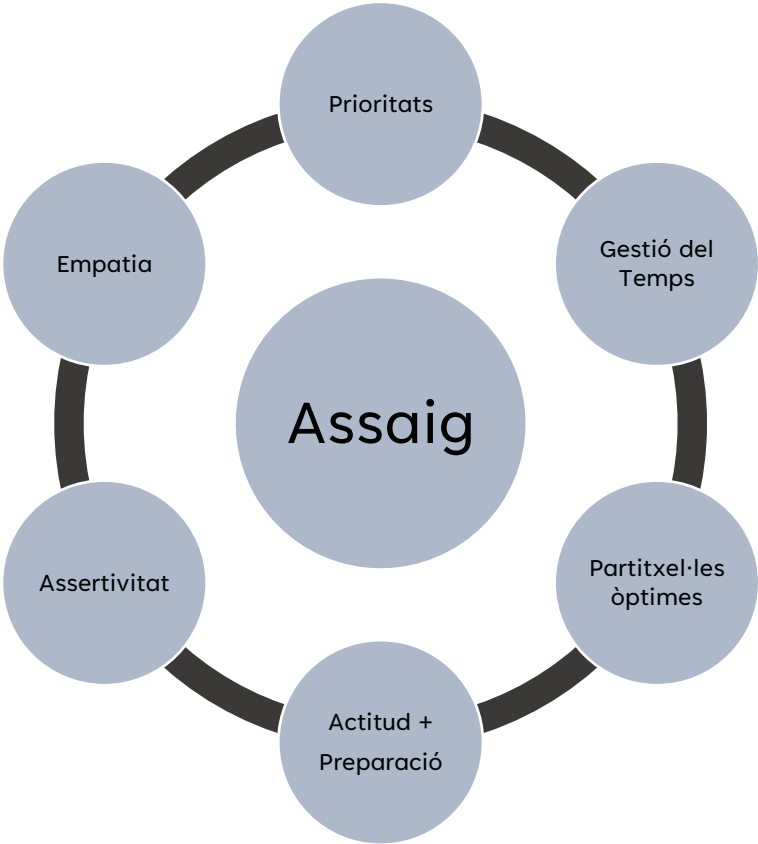 Prioritats
Gestió del
Temps
Partitxel·les
òptimes
Actitud +
Preparació
Assertivitat
Empatia
Assaig